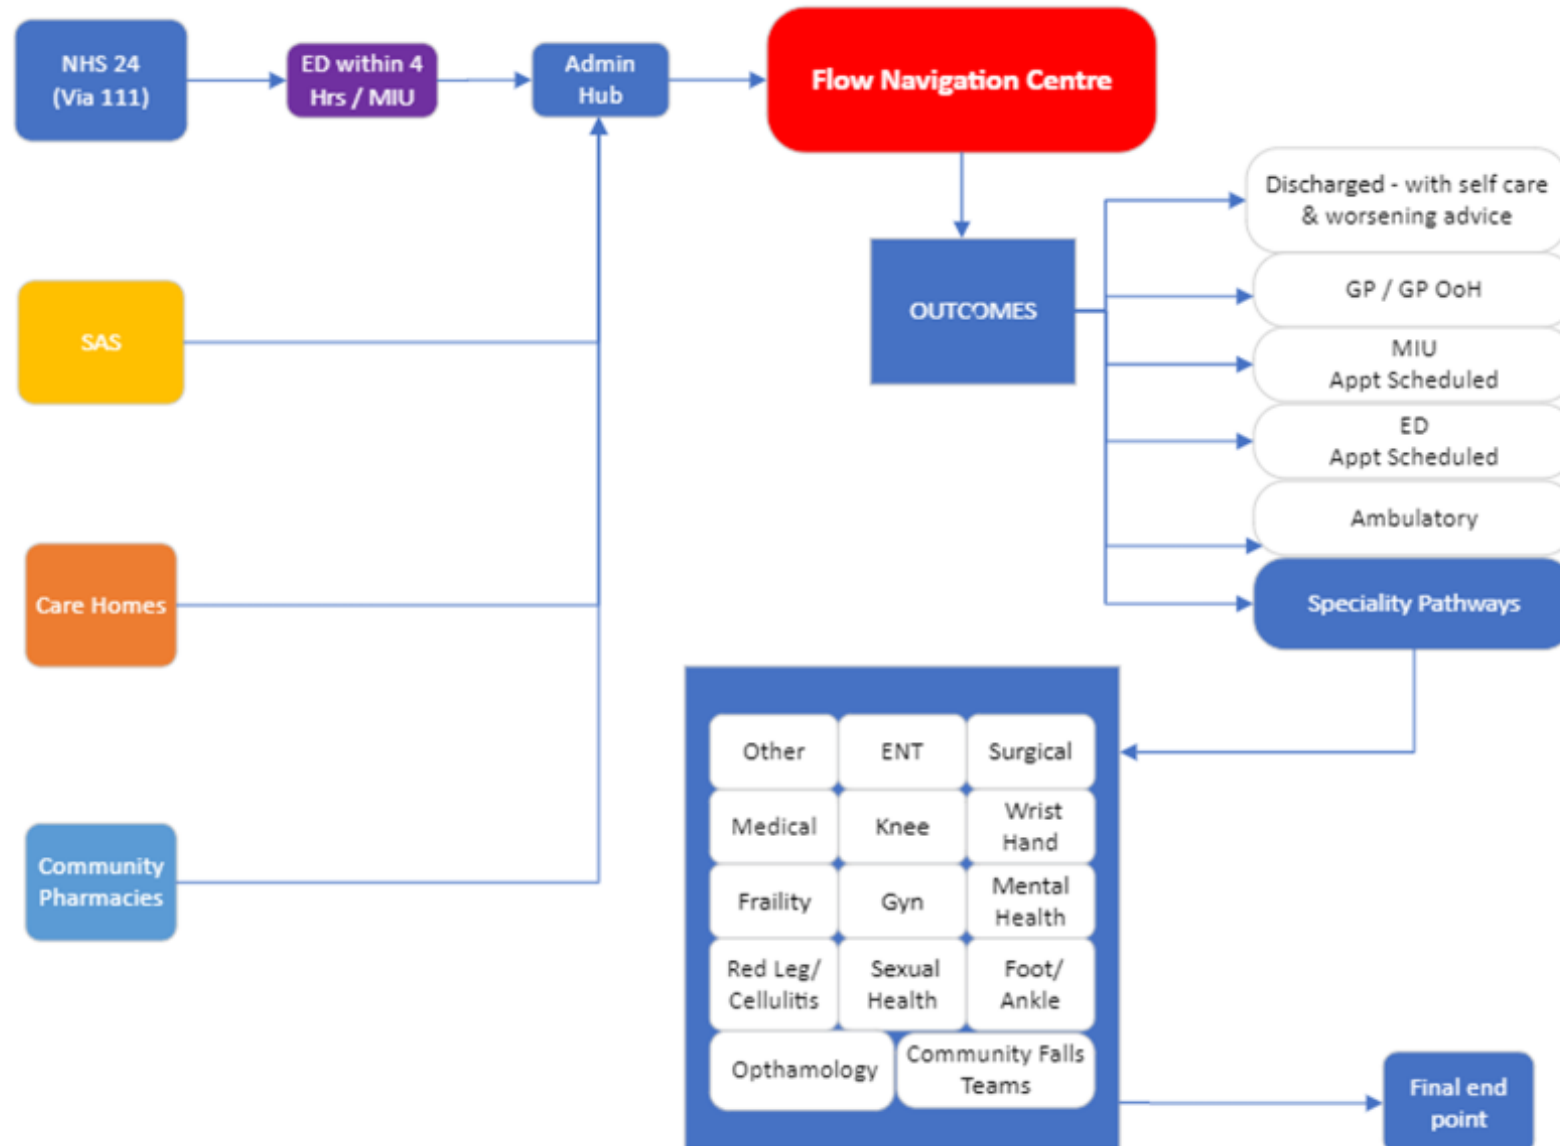 NHS 24
(Via 111)
ED within 4
Hrs / MIU
Admin
Hub
Flow Navigation Centre
SAS
Care Homes
Community
Pharmacies
OUTCOMES
Discharged - with self care
& worsening advice
GP / GP OoH
MIU
Appt Scheduled
ED
Appt Scheduled
Ambulatory
Speciality Pathways
Other
ENT
Surgical
Medical
Knee
Wrist
Hand
Fraility
Gyn
Mental
Health
Red Leg/
Cellulitis
Sexual
Health
Foot/
Ankle
Opthamology
Community Falls
Teams
Final end
point